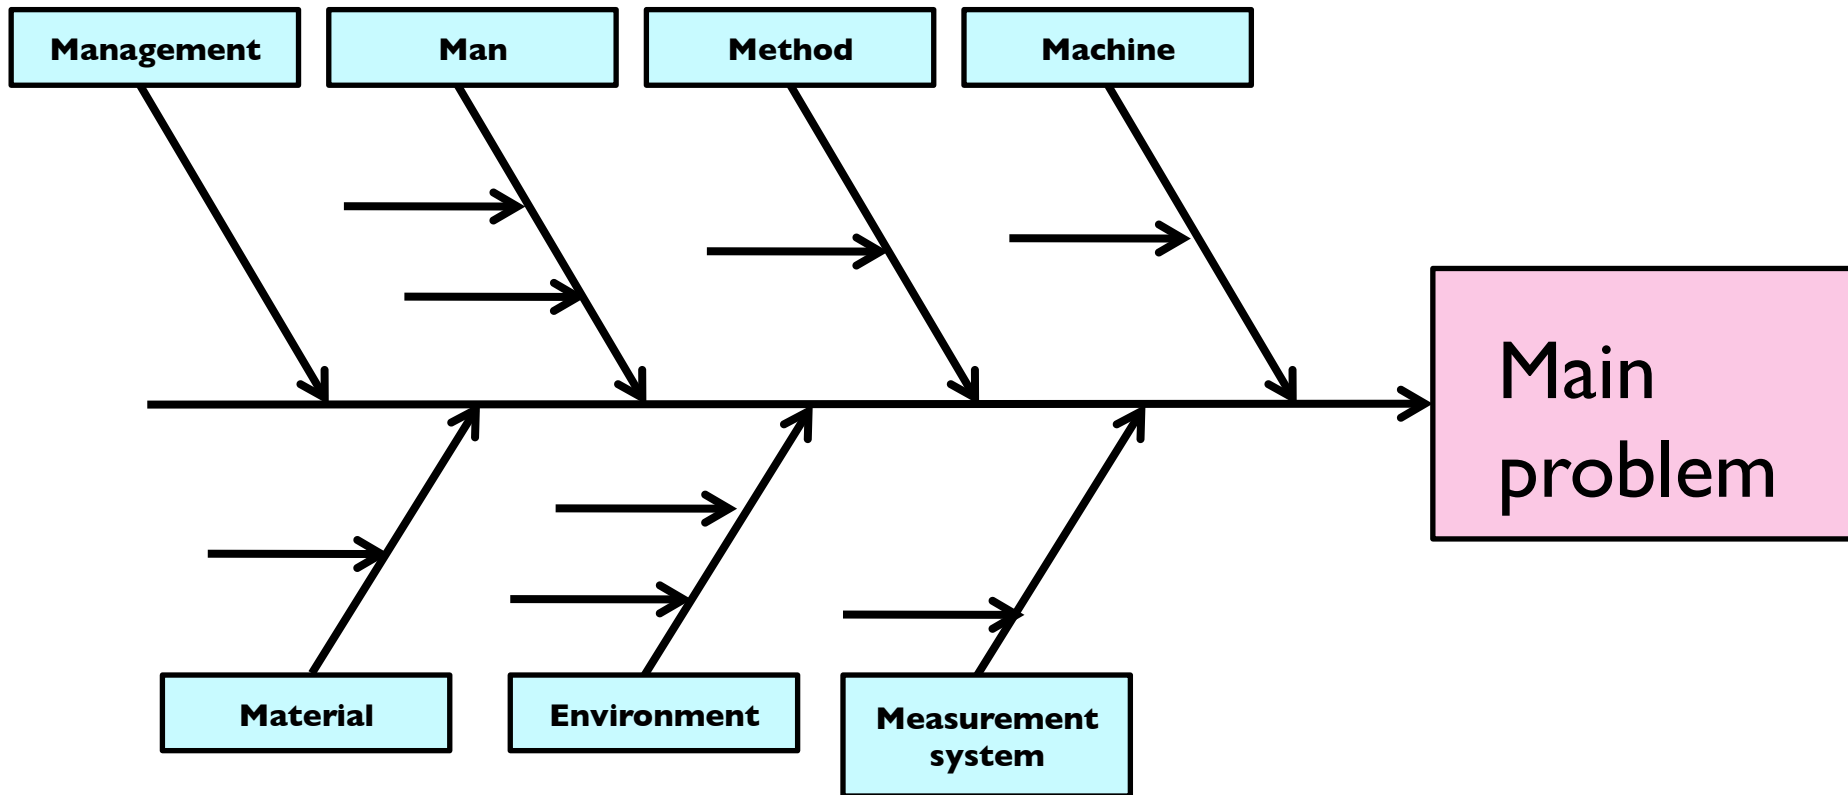 Management
Man
Method
Machine
Main
problem
Material
Environment
Measurement
system